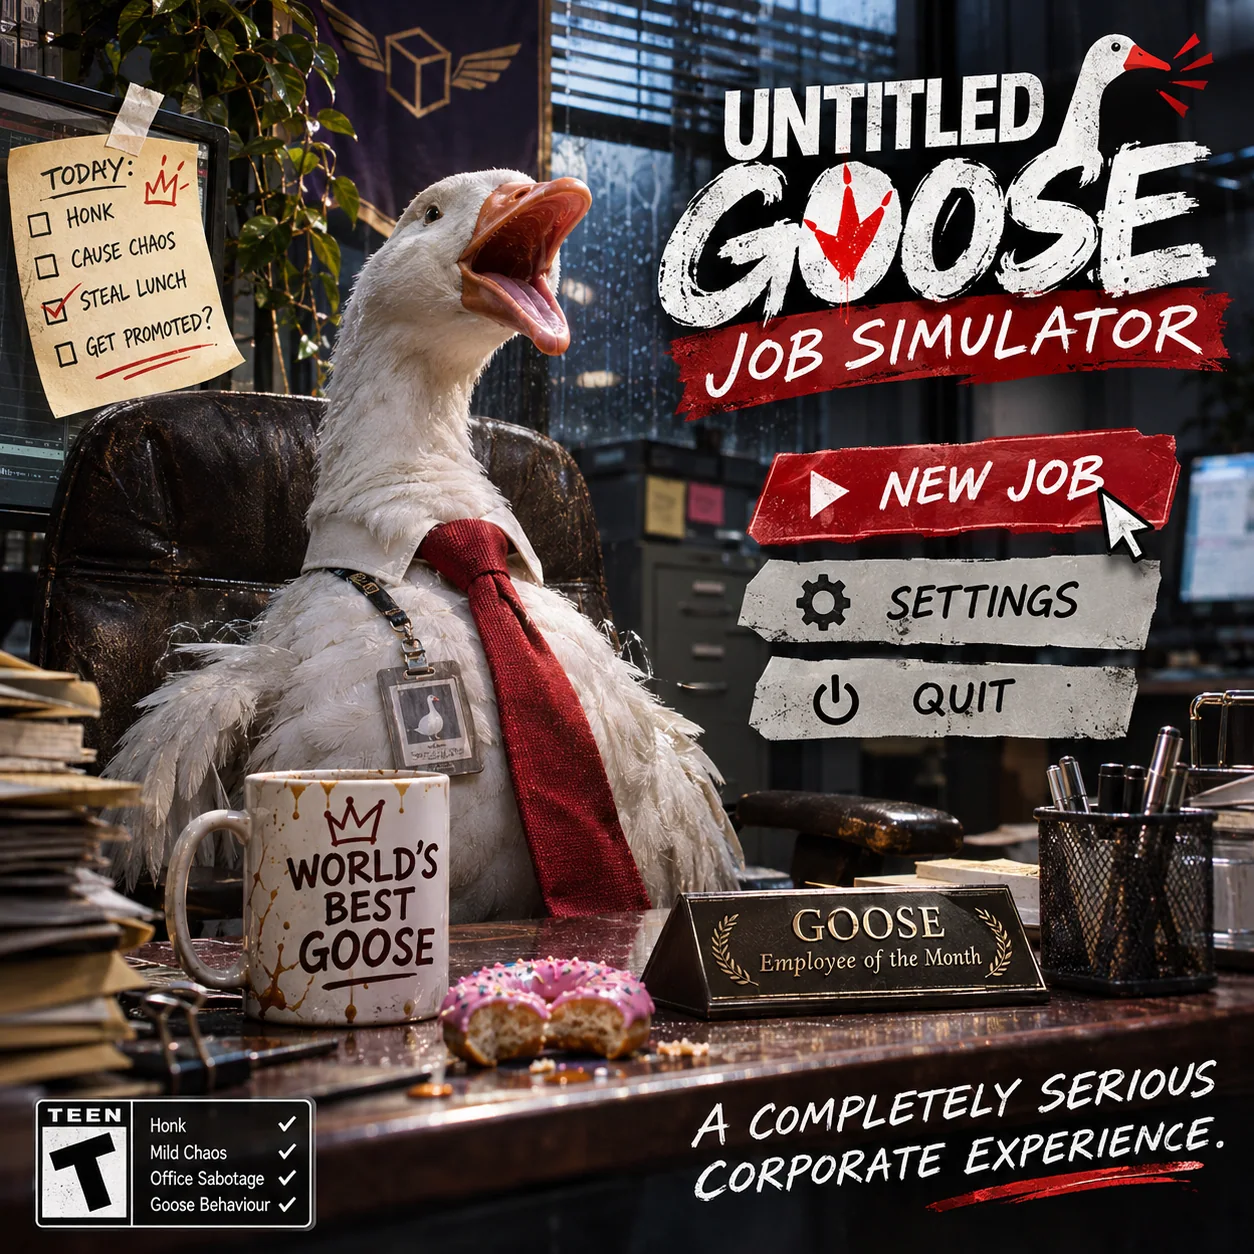 TODAY:
HONK
CAUSE CHAOS
STEAL LUNCH
GET PROMOTED?
UNTITLED
GOOSE
JOB SIMULATOR
NEW JOB
SETTINGS
QUIT
WORLD'S
BEST
GOOSE
GOOSE
Employee of the Month
A COMPLETELY SERIOUS
CORPORATE EXPERIENCE.
TEEN
T
Honk
Mild Chaos
Office Sabotage
Goose Behaviour